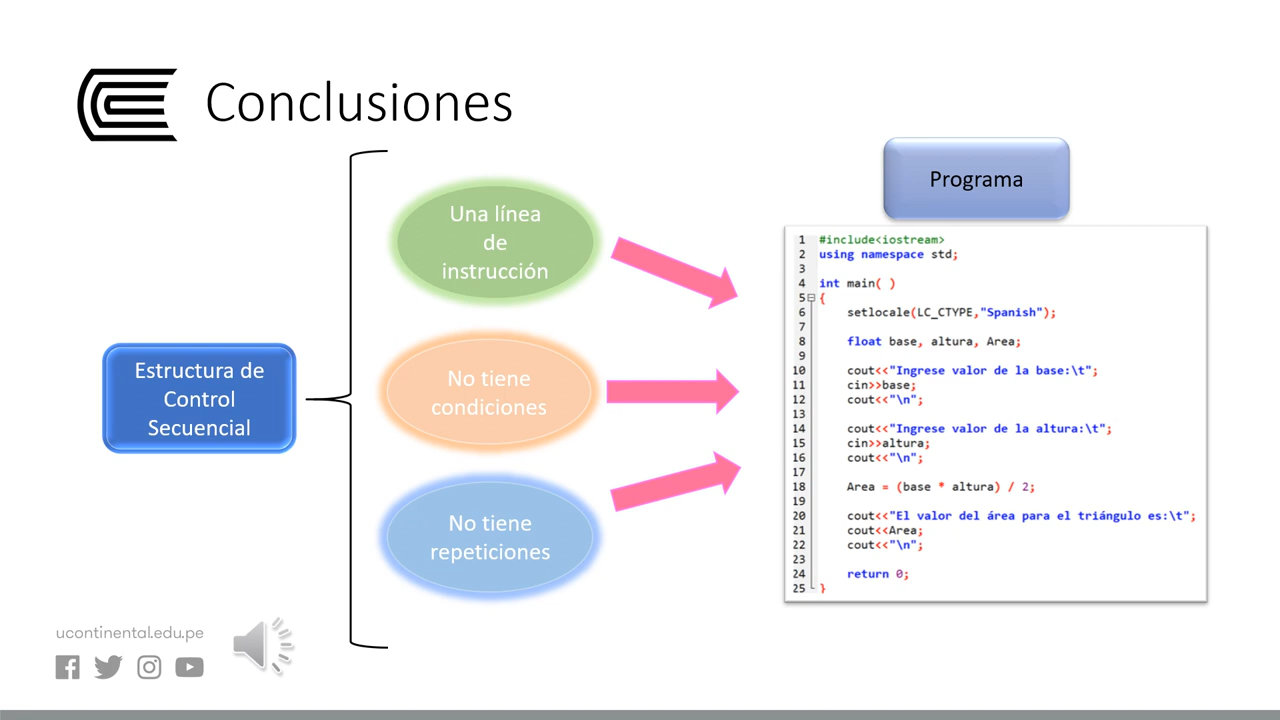 Conclusiones
Estructura de
Control
Secuencial
Una línea
de
instrucción
No tiene
condiciones
No tiene
repeticiones
Programa
1 #include<iostream>
2 using namespace std;
3
4 int main( )
5 {
6 setlocale(LC_CTYPE,"Spanish");
7
8 float base, altura, Area;
9
10 cout<<"Ingrese valor de la base:\t";
11 cin>>base;
12 cout<<"\n";
13
14 cout<<"Ingrese valor de la altura:\t";
15 cin>>altura;
16 cout<<"\n";
17
18 Area = (base * altura) / 2;
19
20 cout<<"El valor del área para el triángulo es:\t";
21 cout<<Area;
22 cout<<"\n";
23
24 return 0;
25 }
ucontinental.edu.pe